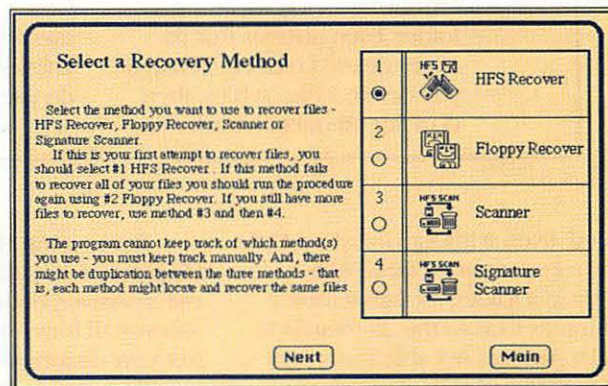 Select a Recovery Method
Select the method you want to use to recover files -
HFS Recover, Floppy Recover, Scanner or
Signature Scanner.
If this is your first attempt to recover files, you
should select #1 HFS Recover . If this method fails
to recover all of your files you should run the procedure
again using #2 Floppy Recover. If you still have more
files to recover, use method #3 and then #4.
The program cannot keep track of which method(s)
you use - you must keep track manually. And, there
might be duplication between the three methods - that
is, each method might locate and recover the same files.
1
HFS
HFS Recover
2
Floppy Recover
3
HFS SCAN
Scanner
4
HFS SCAN
Signature
Scanner
Next
Main